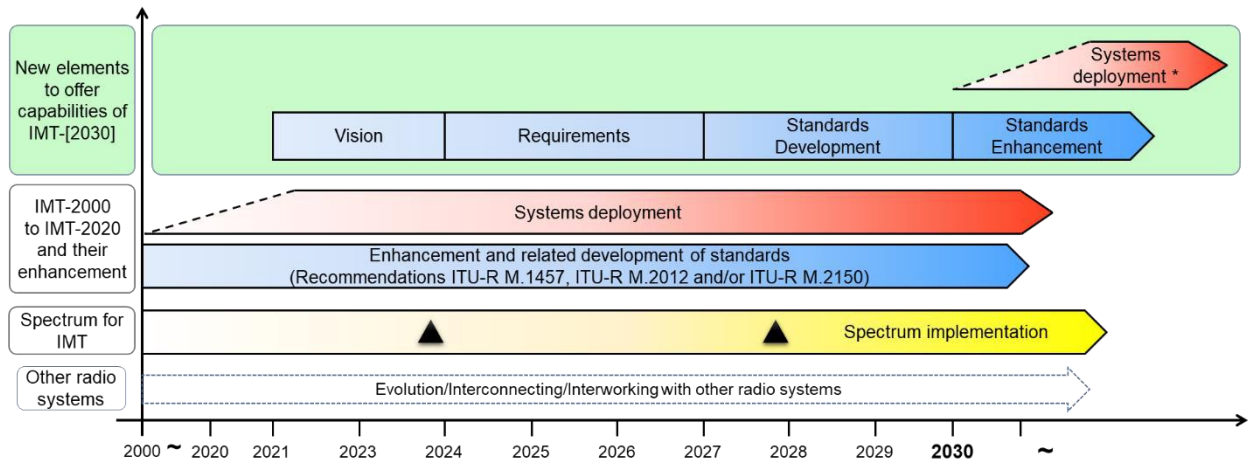 New elements
to offer
capabilities of
IMT-[2030]
Systems
deployment *
Vision
Requirements
Standards
Development
Standards
Enhancement
IMT-2000
to IMT-2020
and their
enhancement
Systems deployment
Enhancement and related development of standards
(Recommendations ITU-R M.1457, ITU-R M.2012 and/or ITU-R M.2150)
Spectrum for
IMT
Spectrum implementation
Other radio
systems
Evolution/Interconnecting/Interworking with other radio systems
2000 ~ 2020 2021 2023 2024 2025 2026 2027 2028 2029 2030 ~